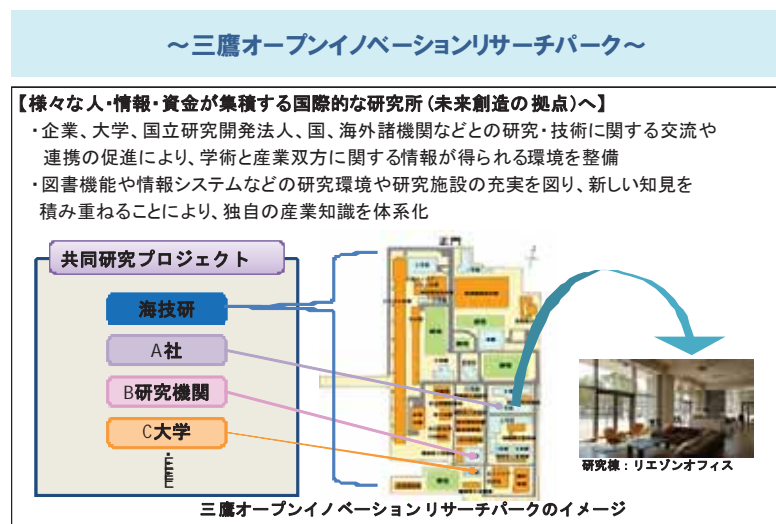 ～三鷹オープンイノベーションリサーチパーク～
【様々な人・情報・資金が集積する国際的な研究所(未来創造の拠点)へ】
・企業、大学、国立研究開発法人、国、海外諸機関などとの研究・技術に関する交流や
連携の促進により、学術と産業双方に関する情報が得られる環境を整備
・図書機能や情報システムなどの研究環境や研究施設の充実を図り、新しい知見を
積み重ねることにより、独自の産業知識を体系化
正門
共同研究プロジェクト
海技研
A社
B研究機関
C大学
研究棟：リエゾンオフィス
三鷹オープンイノベーションリサーチパークのイメージ